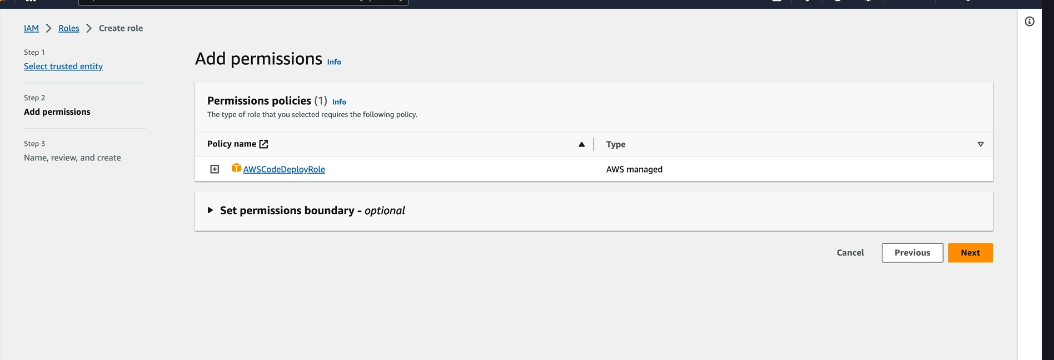 IAM > Roles > Create role
Step 1
Select trusted entity
Step 2
Add permissions
Step 3
Name, review, and create
Add permissions Info
Permissions policies (1) Info
The type of role that you selected requires the following policy.
Policy name Type
AWSCodeDeployRole AWS managed
Set permissions boundary - optional
Cancel Previous Next